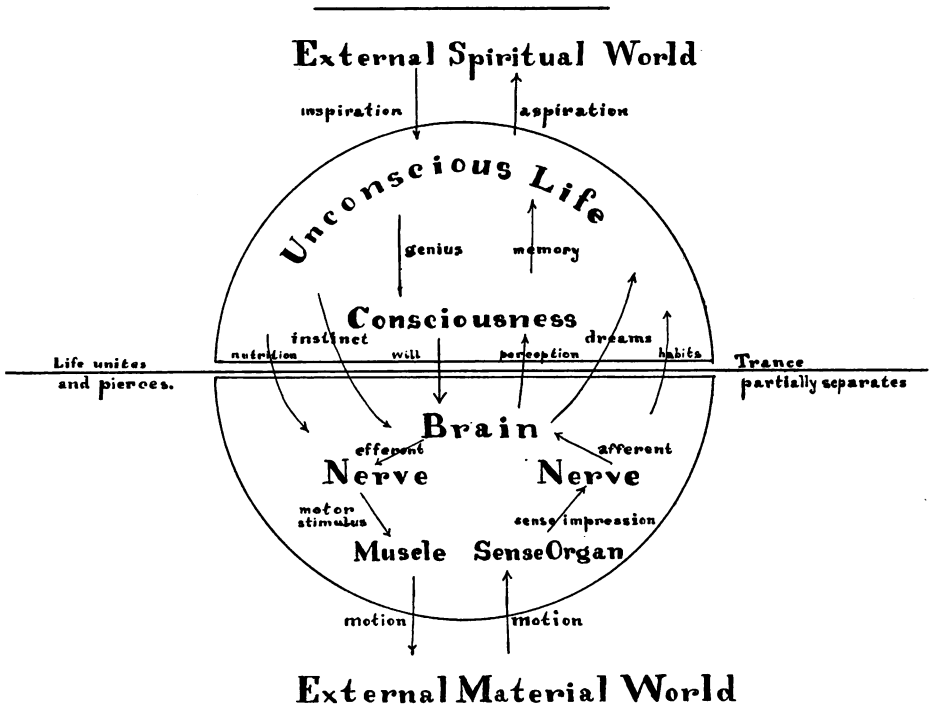 External Spiritual World
inspiration aspiration
Unconscious Life
genius memory
Consciousness
instinct dreams
nutrition will perception habits
Life unites
and pierces.
Trance
partially separates
Brain
efferent afferent
Nerve Nerve
motor
stimulus
sense impression
Muscle Sense Organ
motion motion
External Material World